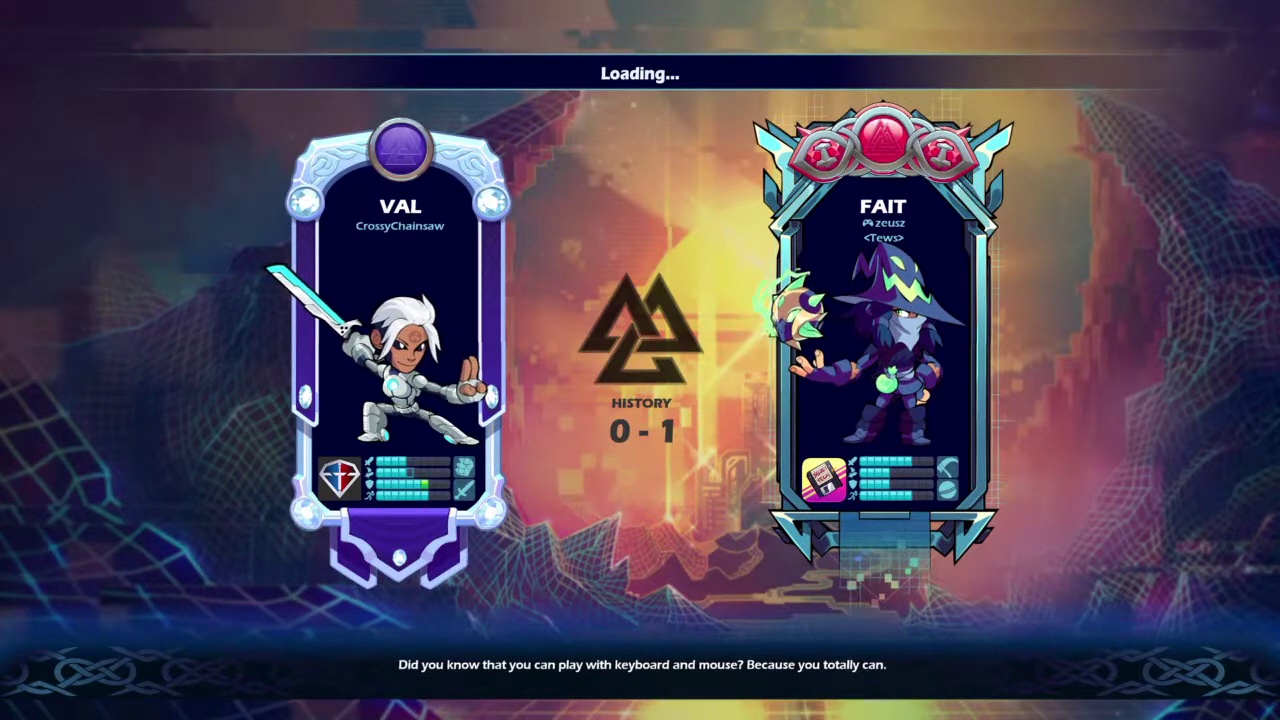 Loading...
VAL
CrossyChainsaw
FAIT
zeusz
<Tews>
HISTORY
0 - 1
Did you know that you can play with keyboard and mouse? Because you totally can.